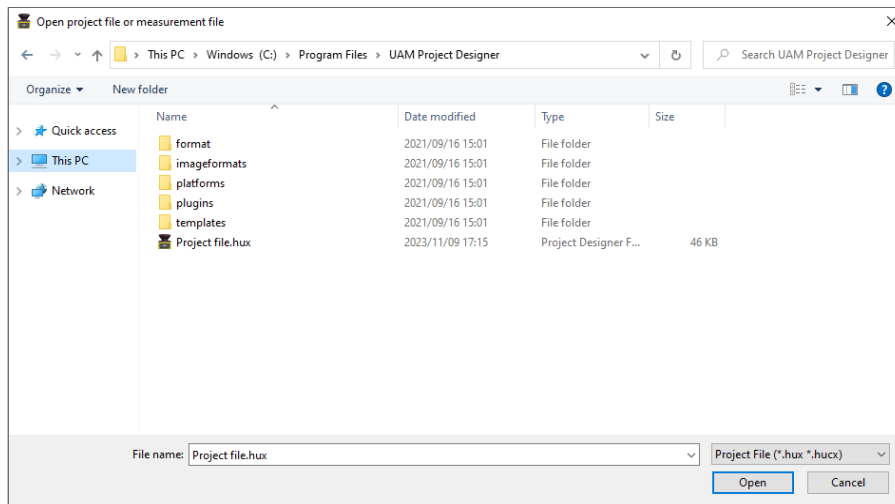 Open project file or measurement file
This PC > Windows (C:) > Program Files > UAM Project Designer
Search UAM Project Designer
Organize New folder
Name Date modified Type Size
Quick access
This PC
Network
format 2021/09/16 15:01 File folder
imageformats 2021/09/16 15:01 File folder
platforms 2021/09/16 15:01 File folder
plugins 2021/09/16 15:01 File folder
templates 2021/09/16 15:01 File folder
Project file.hux 2023/11/09 17:15 Project Designer F... 46 KB
File name: Project file.hux Project File (*.hux *.hucx)
Open Cancel